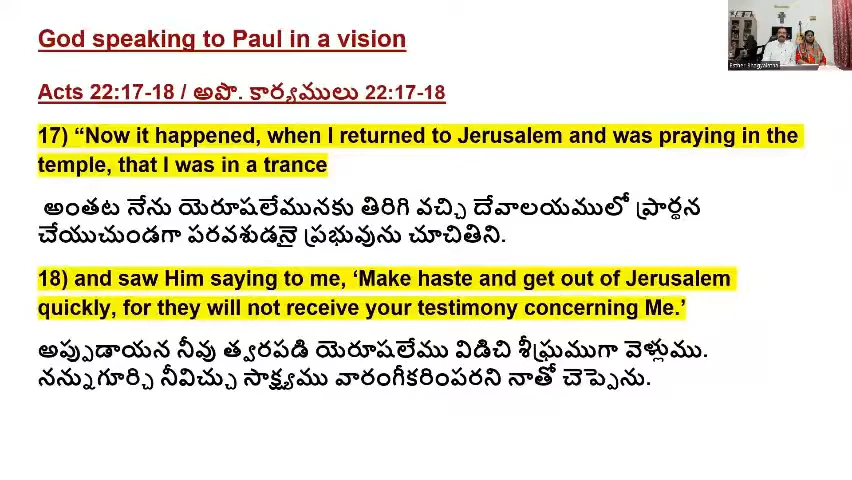 God speaking to Paul in a vision
Acts 22:17-18 / అపొ. కార్యములు 22:17-18
17) “Now it happened, when I returned to Jerusalem and was praying in the
temple, that I was in a trance
అంతట నేను యెరూషలేమునకు తిరిగి వచ్చి దేవాలయములో ప్రార్థన
చేయుచుండగా పరవశుడనై ప్రభువును చూచితిని.
18) and saw Him saying to me, ‘Make haste and get out of Jerusalem
quickly, for they will not receive your testimony concerning Me.’
అప్పుడాయన నీవు త్వరపడి యెరూషలేము విడిచి శీఘ్రముగా వెళ్లుము.
నన్నుగూర్చి నీవిచ్చు సాక్ష్యము వారంగీకరింపరని నాతో చెప్పెను.